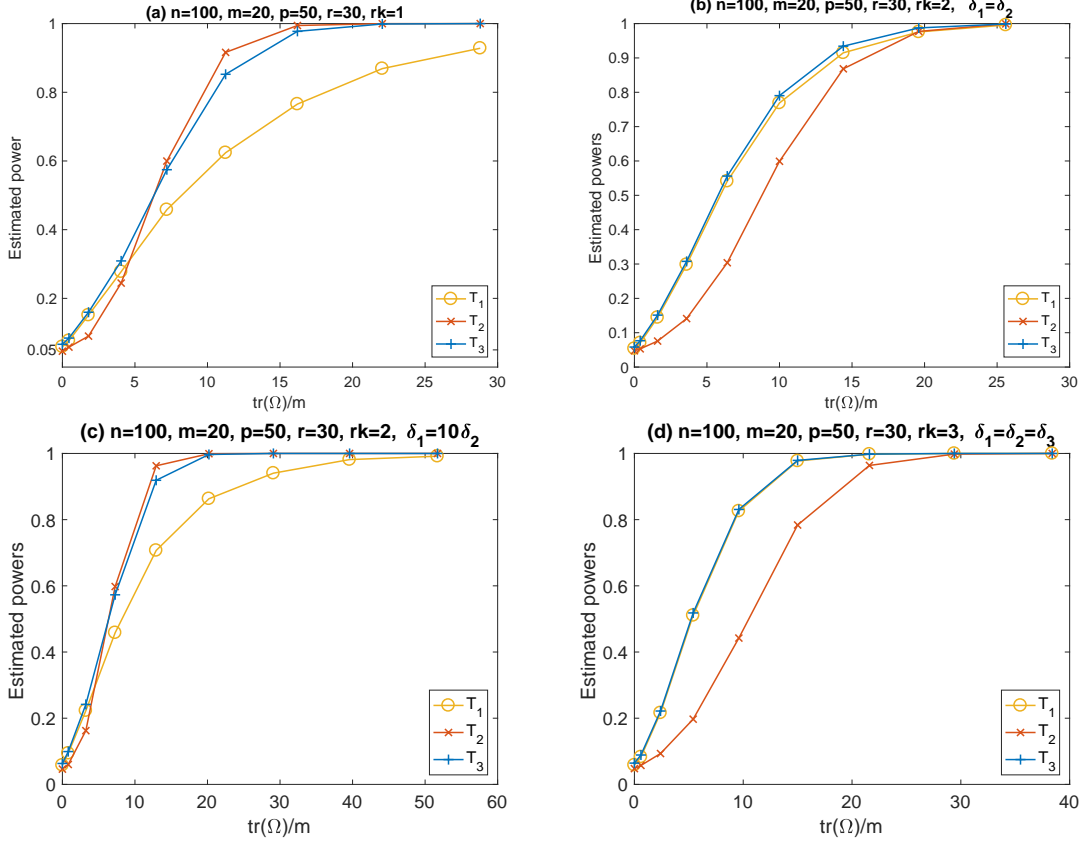 (a) n=100, m=20, p=50, r=30, rk=1
Estimated power
1
0.8
0.6
0.4
0.2
0.05
0
5
10
15
20
25
30
tr(Ω)/m
T1
T2
T3
(b) n=100, m=20, p=50, r=30, rk=2, δ1=δ2
Estimated powers
1
0.9
0.8
0.7
0.6
0.5
0.4
0.3
0.2
0.1
0
0
5
10
15
20
25
30
tr(Ω)/m
T1
T2
T3
(c) n=100, m=20, p=50, r=30, rk=2, δ1=10δ2
Estimated powers
1
0.8
0.6
0.4
0.2
0
0
10
20
30
40
50
60
tr(Ω)/m
T1
T2
T3
(d) n=100, m=20, p=50, r=30, rk=3, δ1=δ2=δ3
Estimated powers
1
0.8
0.6
0.4
0.2
0
0
10
20
30
40
tr(Ω)/m
T1
T2
T3